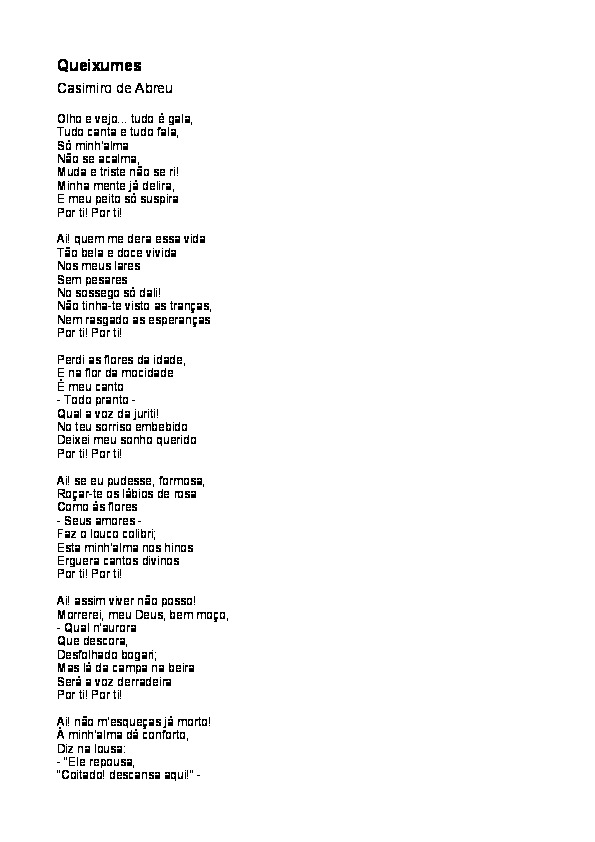 Queixumes
Casimiro de Abreu
Olho e vejo... tudo é gala,
Tudo canta e tudo fala,
Só minh'alma
Não se acalma,
Muda e triste não se ri!
Minha mente já delira,
E meu peito só suspira
Por ti! Por ti!
Ai! quem me dera essa vida
Tão bela e doce vivida
Nos meus lares
Sem pesares
No sossego só dali!
Não tinha-te visto as tranças,
Nem rasgado as esperanças
Por ti! Por ti!
Perdi as flores da idade,
E na flor da mocidade
É meu canto
- Todo pranto -
Qual a voz da juriti!
No teu sorriso embebido
Deixei meu sonho querido
Por ti! Por ti!
Ai! se eu pudesse, formosa,
Roçar-te os lábios de rosa
Como às flores
- Seus amores -
Faz o louco colibri;
Esta minh'alma nos hinos
Erguera cantos divinos
Por ti! Por ti!
Ai! assim viver não posso!
Morrerei, meu Deus, bem moço,
- Qual n'aurora
Que descora,
Desfolhado bogari;
Mas lá da campa na beira
Será a voz derradeira
Por ti! Por ti!
Ai! não m'esqueças já morto!
À minh'alma dá conforto,
Diz na lousa:
- "Ele repousa,
"Coitado! descansa aqui!" -